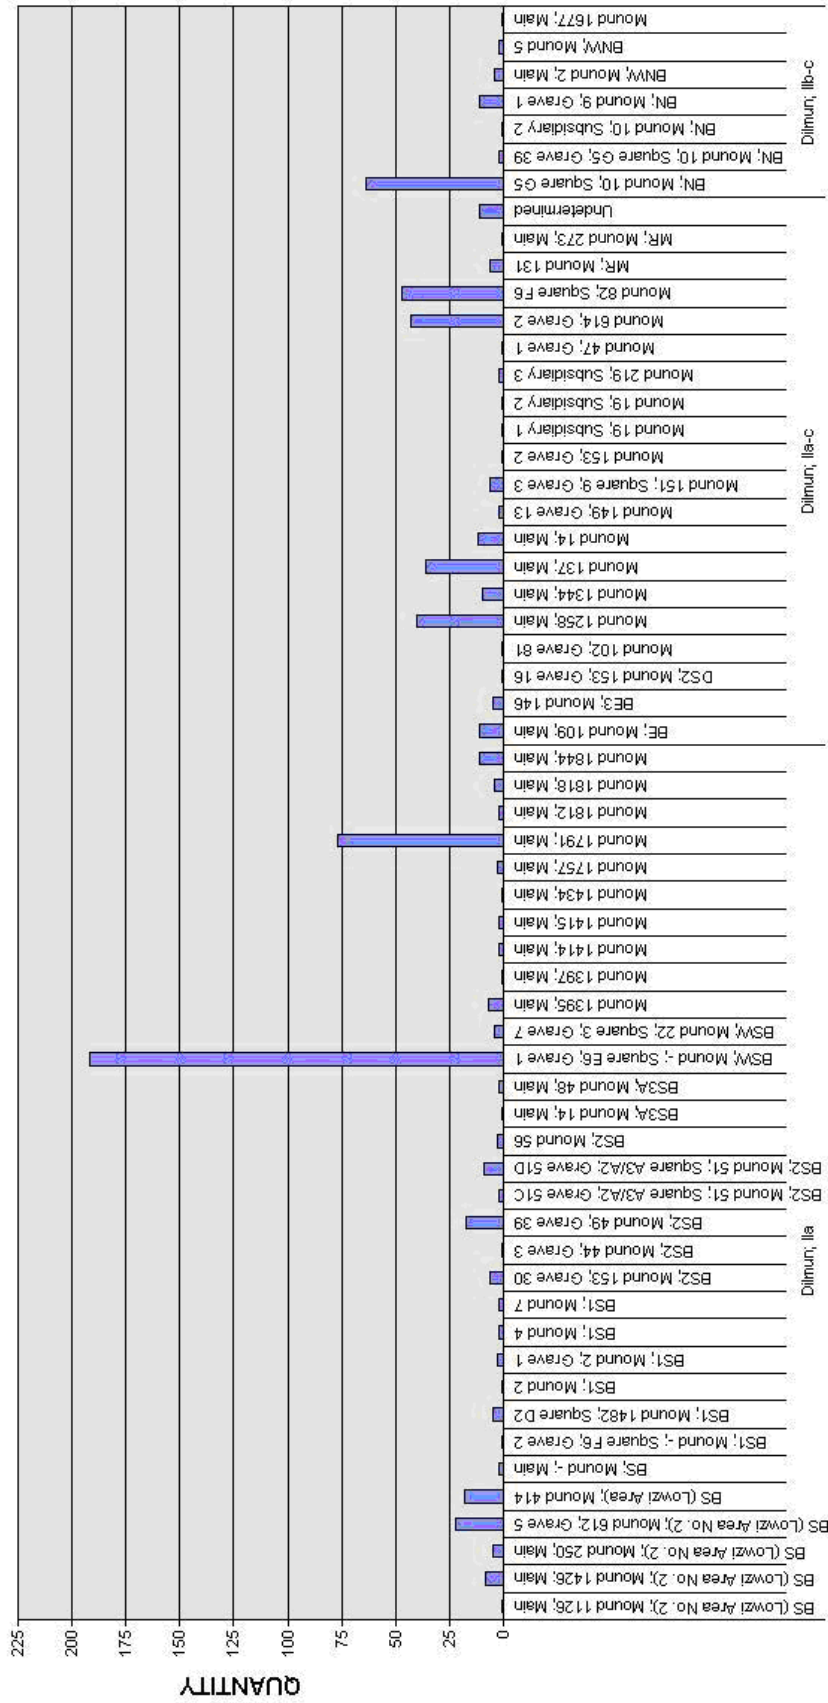 QUANTITY
225
200
175
150
125
100
75
50
25
0
BS (Lowzi Area No. 2); Mound 1126; Main
BS (Lowzi Area No. 2); Mound 1426; Main
BS (Lowzi Area No. 2); Mound 250; Main
BS (Lowzi Area No. 2); Mound 612; Grave 5
BS (Lowzi Area); Mound 414
BS; Mound -; Main
BS1; Mound -; Square F6; Grave 2
BS1; Mound 1482; Square D2
BS1; Mound 2
BS1; Mound 2; Grave 1
BS1; Mound 4
BS1; Mound 7
BS2; Mound 153; Grave 30
BS2; Mound 44; Grave 3
BS2; Mound 49; Grave 39
BS2; Mound 51; Square A3/A2; Grave 51C
BS2; Mound 51; Square A3/A2; Grave 51D
BS2; Mound 56
BS3A; Mound 14; Main
BS3A; Mound 48; Main
BSW; Mound -; Square E6; Grave 1
BSW; Mound 22; Square 3; Grave 7
Mound 1395; Main
Mound 1397; Main
Mound 1414; Main
Mound 1415; Main
Mound 1434; Main
Mound 1757; Main
Mound 1791; Main
Mound 1812; Main
Mound 1818; Main
Mound 1844; Main
BE; Mound 109; Main
BE3; Mound 146
DS2; Mound 153; Grave 16
Mound 102; Grave 81
Mound 1258; Main
Mound 1344; Main
Mound 137; Main
Mound 14; Main
Mound 149; Grave 13
Mound 151; Square 9; Grave 3
Mound 153; Grave 2
Mound 19; Subsidiary 1
Mound 19; Subsidiary 2
Mound 219; Subsidiary 3
Mound 47; Grave 1
Mound 614; Grave 2
Mound 82; Square F6
MR; Mound 131
MR; Mound 273; Main
Undetermined
BN; Mound 10; Square G5
BN; Mound 10; Square G5; Grave 39
BN; Mound 10; Subsidiary 2
BN; Mound 9; Grave 1
BNW; Mound 2; Main
BNW; Mound 5
Mound 1677; Main
Dilmun; IIa
Dilmun; IIa-c
Dilmun; IIb-c